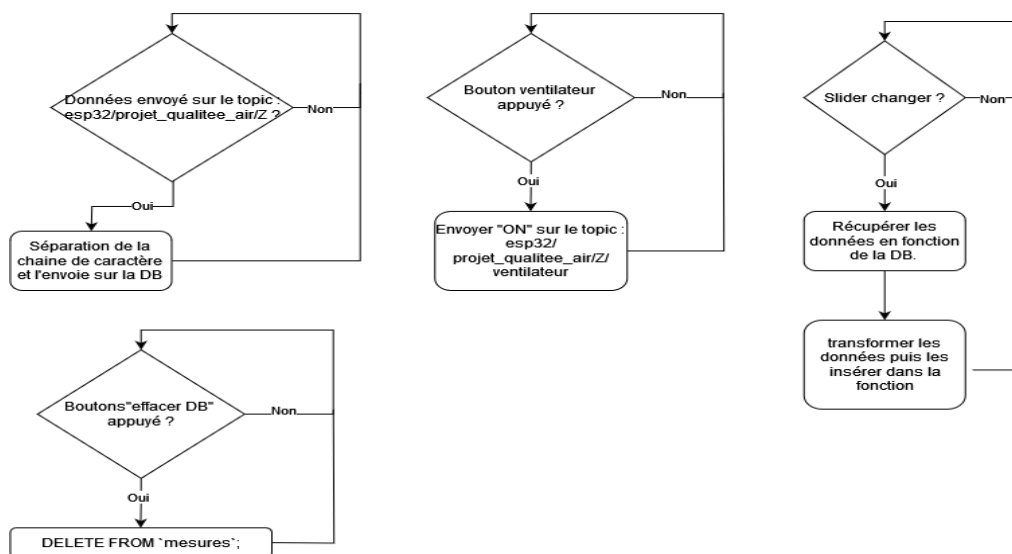 Données envoyé sur le topic :
esp32/projet_qualitee_air/Z ?
Non
Oui
Séparation de la
chaine de caractère
et l'envoie sur la DB
Bouton ventilateur
appuyé ?
Non
Oui
Envoyer "ON" sur le topic :
esp32/
projet_qualitee_air/Z/
ventilateur
Slider changer ?
Non
Oui
Récupérer les
données en fonction
de la DB.
transformer les
données puis les
insérer dans la
fonction
Boutons"effacer DB"
appuyé ?
Non
Oui
DELETE FROM `mesures`;